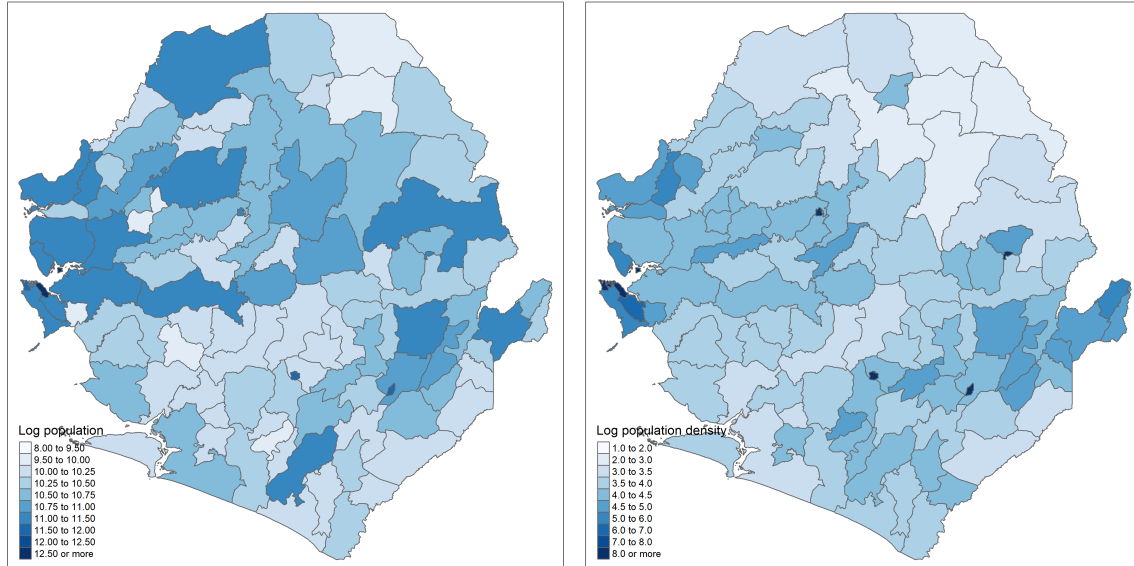 Log population
8.00 to 9.50
9.50 to 10.00
10.00 to 10.25
10.25 to 10.50
10.50 to 10.75
10.75 to 11.00
11.00 to 11.50
11.50 to 12.00
12.00 to 12.50
12.50 or more
Log population density
1.0 to 2.0
2.0 to 3.0
3.0 to 3.5
3.5 to 4.0
4.0 to 4.5
4.5 to 5.0
5.0 to 6.0
6.0 to 7.0
7.0 to 8.0
8.0 or more